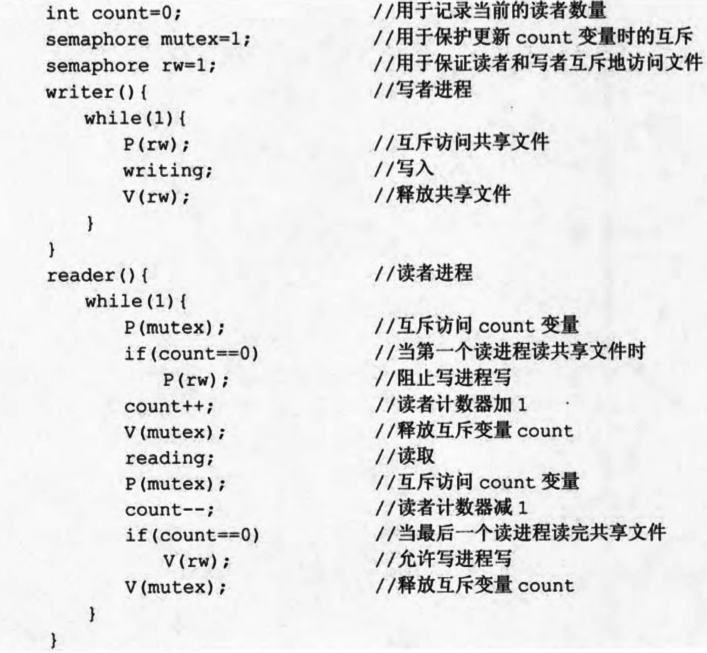 int count=0; //用于记录当前的读者数量
semaphore mutex=1; //用于保护更新 count 变量时的互斥
semaphore rw=1; //用于保证读者和写者互斥地访问文件
writer(){ //写者进程
while(1){
P(rw); //互斥访问共享文件
writing; //写入
V(rw); //释放共享文件
}
}
reader(){ //读者进程
while(1){
P(mutex); //互斥访问 count 变量
if(count==0) //当第一个读进程读共享文件时
P(rw); //阻止写进程写
count++; //读者计数器加 1
V(mutex); //释放互斥变量 count
reading; //读取
P(mutex); //互斥访问 count 变量
count--; //读者计数器减 1
if(count==0) //当最后一个读进程读完共享文件
V(rw); //允许写进程写
V(mutex); //释放互斥变量 count
}
}